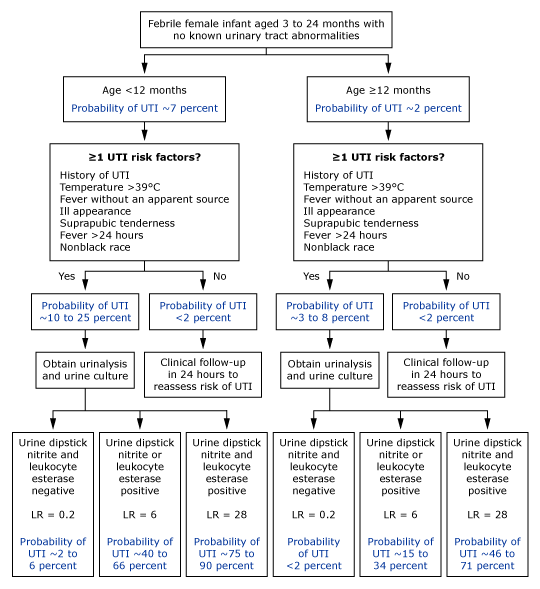 Febrile female infant aged 3 to 24 months with
no known urinary tract abnormalities
Age <12 months
Probability of UTI ~7 percent
Age ≥12 months
Probability of UTI ~2 percent
≥1 UTI risk factors?
History of UTI
Temperature >39°C
Fever without an apparent source
Ill appearance
Suprapubic tenderness
Fever >24 hours
Nonblack race
≥1 UTI risk factors?
History of UTI
Temperature >39°C
Fever without an apparent source
Ill appearance
Suprapubic tenderness
Fever >24 hours
Nonblack race
Yes
No
Yes
No
Probability of UTI
~10 to 25 percent
Probability of UTI
<2 percent
Probability of UTI
~3 to 8 percent
Probability of UTI
<2 percent
Obtain urinalysis
and urine culture
Clinical follow-up
in 24 hours to
reassess risk of UTI
Obtain urinalysis
and urine culture
Clinical follow-up
in 24 hours to
reassess risk of UTI
Urine dipstick
nitrite and
leukocyte
esterase
negative
LR = 0.2
Probability of
UTI ~2 to
6 percent
Urine dipstick
nitrite or
leukocyte
esterase
positive
LR = 6
Probability of
UTI ~40 to
66 percent
Urine dipstick
nitrite and
leukocyte
esterase
positive
LR = 28
Probability of
UTI ~75 to
90 percent
Urine dipstick
nitrite and
leukocyte
esterase
negative
LR = 0.2
Probability
of UTI
<2 percent
Urine dipstick
nitrite or
leukocyte
esterase
positive
LR = 6
Probability of
UTI ~15 to
34 percent
Urine dipstick
nitrite and
leukocyte
esterase
positive
LR = 28
Probability of
UTI ~46 to
71 percent